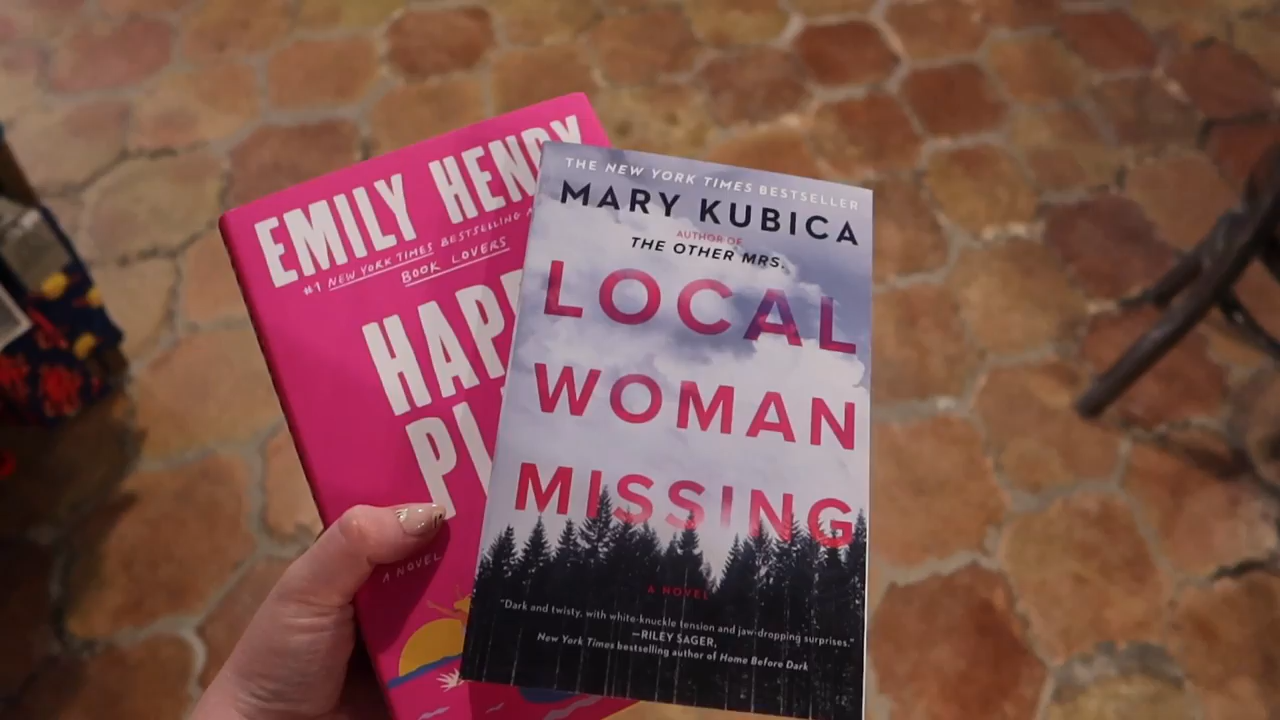 EMILY HENRY
#1 NEW YORK TIMES BESTSELLING
BOOK LOVERS
HAPP
PL
A NOVEL
THE NEW YORK TIMES BESTSELLER
MARY KUBICA
AUTHOR OF
THE OTHER MRS.
LOCAL
WOMAN
MISSING
A NOVEL
"Dark and twisty, with white-knuckle tension and jaw-dropping surprises."
—RILEY SAGER,
New York Times bestselling author of Home Before Dark